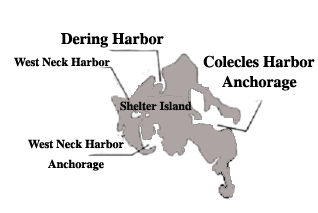 Dering Harbor
West Neck Harbor
Colecles Harbor
Anchorage
Shelter Island
West Neck Harbor
Anchorage